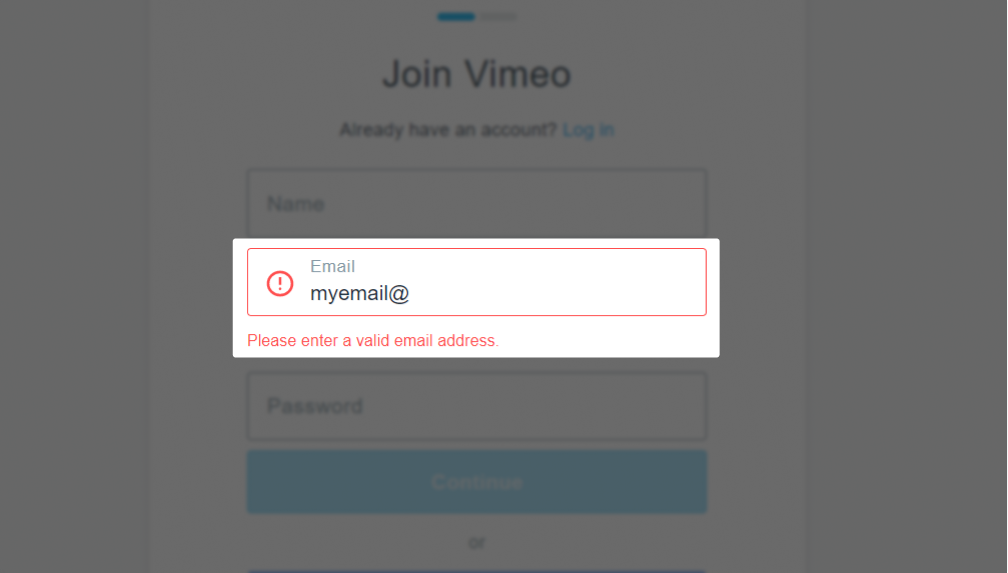 Join Vimeo
Already have an account? Log in
Name
Email
myemail@
Please enter a valid email address.
Password
Continue
or